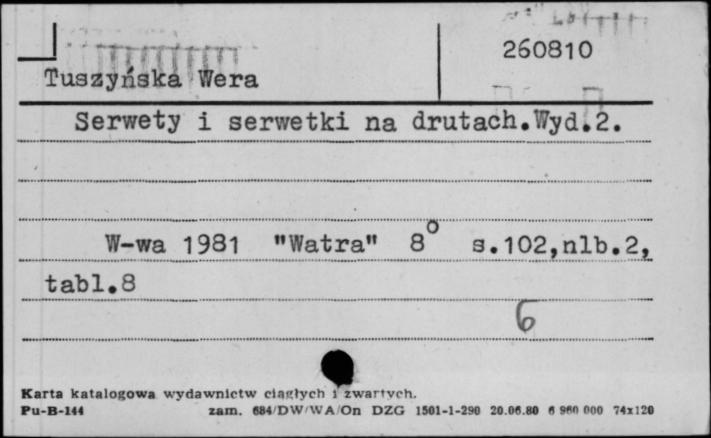 260810
Tuszyńska Wera
Serwety i serwetki na drutach.Wyd.2.
W-wa 1981 "Watra" 8° s.102,nlb.2,
tabl.8
6
Karta katalogowa wydawnictw ciągłych i zwartych.
Pu-B-144 zam. 684/DW/WA/On DZG 1501-1-290 20.06.80 6 960 000 74x120